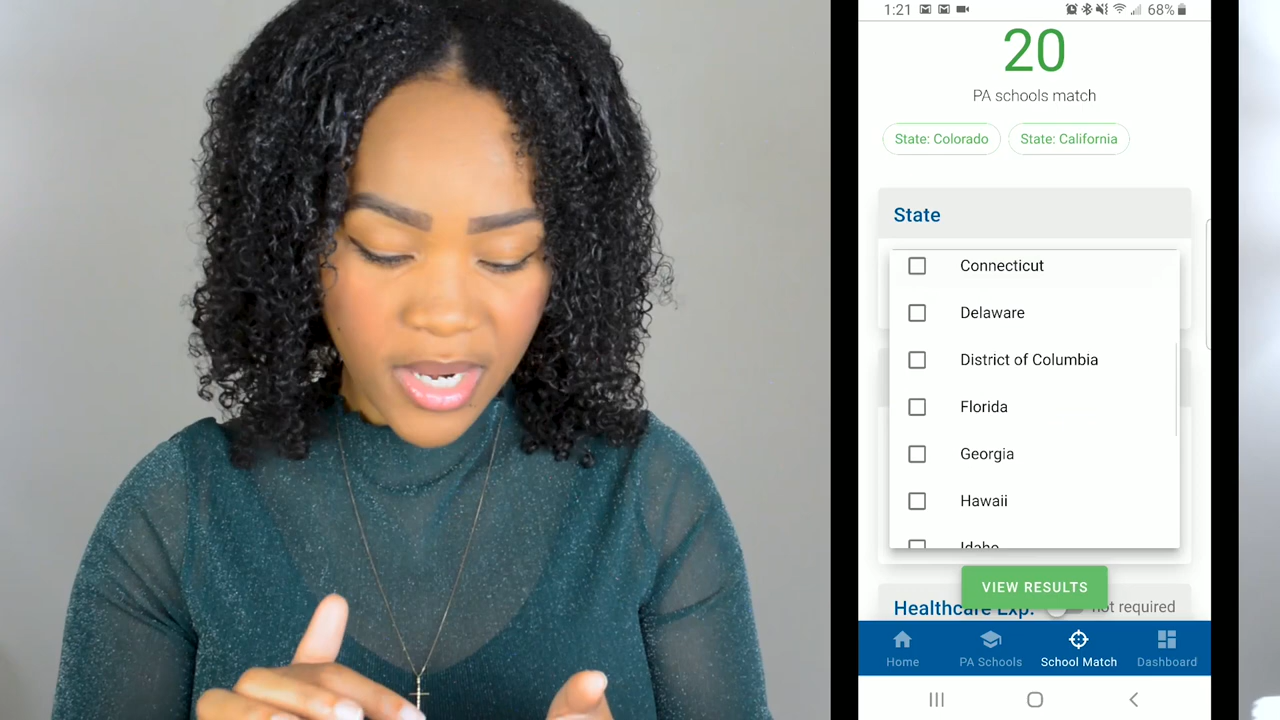 1:21 68%
20
PA schools match
State: Colorado State: California
State
Connecticut
Delaware
District of Columbia
Florida
Georgia
Hawaii
Idaho
VIEW RESULTS
Healthcare Exp. not required
Home PA Schools School Match Dashboard